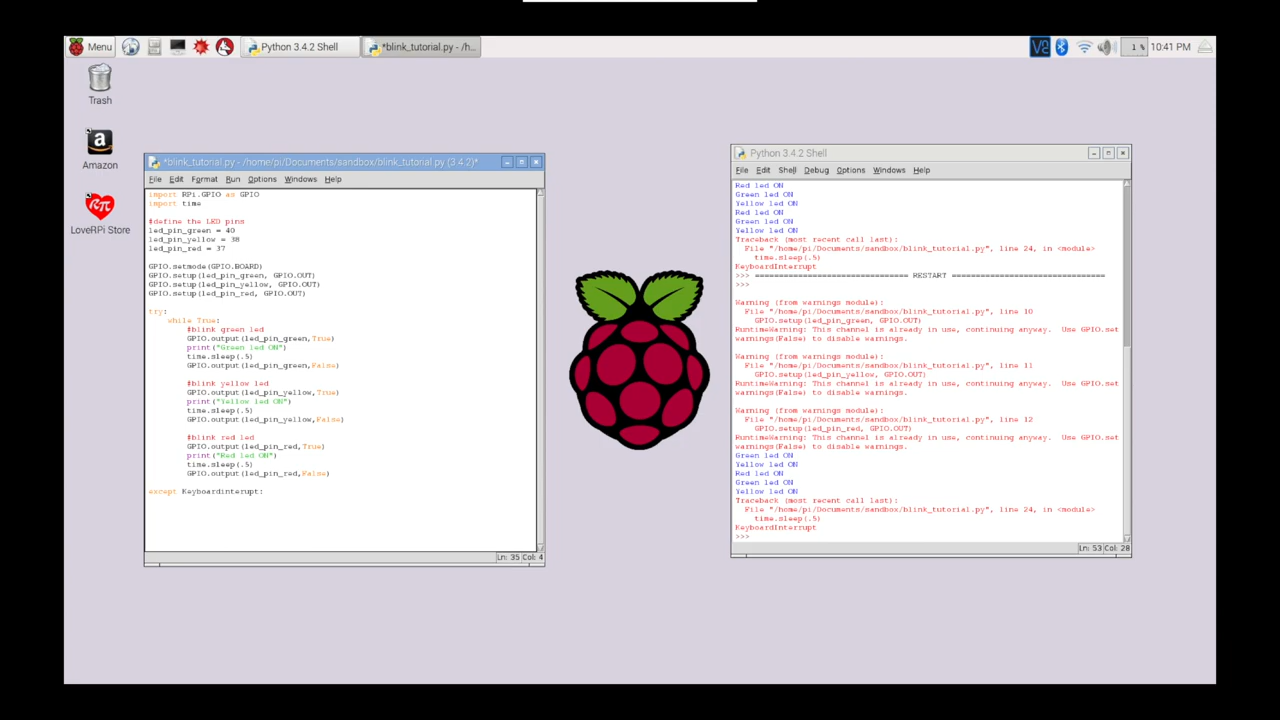 Menu
Python 3.4.2 Shell
*blink_tutorial.py - /h...
1 %
10:41 PM
Trash
Amazon
LoveRPi Store
*blink_tutorial.py - /home/pi/Documents/sandbox/blink_tutorial.py (3.4.2)*
File Edit Format Run Options Windows Help
import RPi.GPIO as GPIO
import time
#define the LED pins
led_pin_green = 40
led_pin_yellow = 38
led_pin_red = 37
GPIO.setmode(GPIO.BOARD)
GPIO.setup(led_pin_green, GPIO.OUT)
GPIO.setup(led_pin_yellow, GPIO.OUT)
GPIO.setup(led_pin_red, GPIO.OUT)
try:
while True:
#blink green led
GPIO.output(led_pin_green,True)
print("Green led ON")
time.sleep(.5)
GPIO.output(led_pin_green,False)
#blink yellow led
GPIO.output(led_pin_yellow,True)
print("Yellow led ON")
time.sleep(.5)
GPIO.output(led_pin_yellow,False)
#blink red led
GPIO.output(led_pin_red,True)
print("Red led ON")
time.sleep(.5)
GPIO.output(led_pin_red,False)
except Keyboardinterupt:
Ln: 35 Col: 4
Python 3.4.2 Shell
File Edit Shell Debug Options Windows Help
Red led ON
Green led ON
Yellow led ON
Red led ON
Green led ON
Yellow led ON
Traceback (most recent call last):
File "/home/pi/Documents/sandbox/blink_tutorial.py", line 24, in <module>
time.sleep(.5)
KeyboardInterrupt
>>> ================================ RESTART ================================
>>>
Warning (from warnings module):
File "/home/pi/Documents/sandbox/blink_tutorial.py", line 10
GPIO.setup(led_pin_green, GPIO.OUT)
RuntimeWarning: This channel is already in use, continuing anyway.  Use GPIO.set
warnings(False) to disable warnings.
Warning (from warnings module):
File "/home/pi/Documents/sandbox/blink_tutorial.py", line 11
GPIO.setup(led_pin_yellow, GPIO.OUT)
RuntimeWarning: This channel is already in use, continuing anyway.  Use GPIO.set
warnings(False) to disable warnings.
Warning (from warnings module):
File "/home/pi/Documents/sandbox/blink_tutorial.py", line 12
GPIO.setup(led_pin_red, GPIO.OUT)
RuntimeWarning: This channel is already in use, continuing anyway.  Use GPIO.set
warnings(False) to disable warnings.
Green led ON
Yellow led ON
Red led ON
Green led ON
Yellow led ON
Traceback (most recent call last):
File "/home/pi/Documents/sandbox/blink_tutorial.py", line 24, in <module>
time.sleep(.5)
KeyboardInterrupt
>>>
Ln: 53 Col: 28